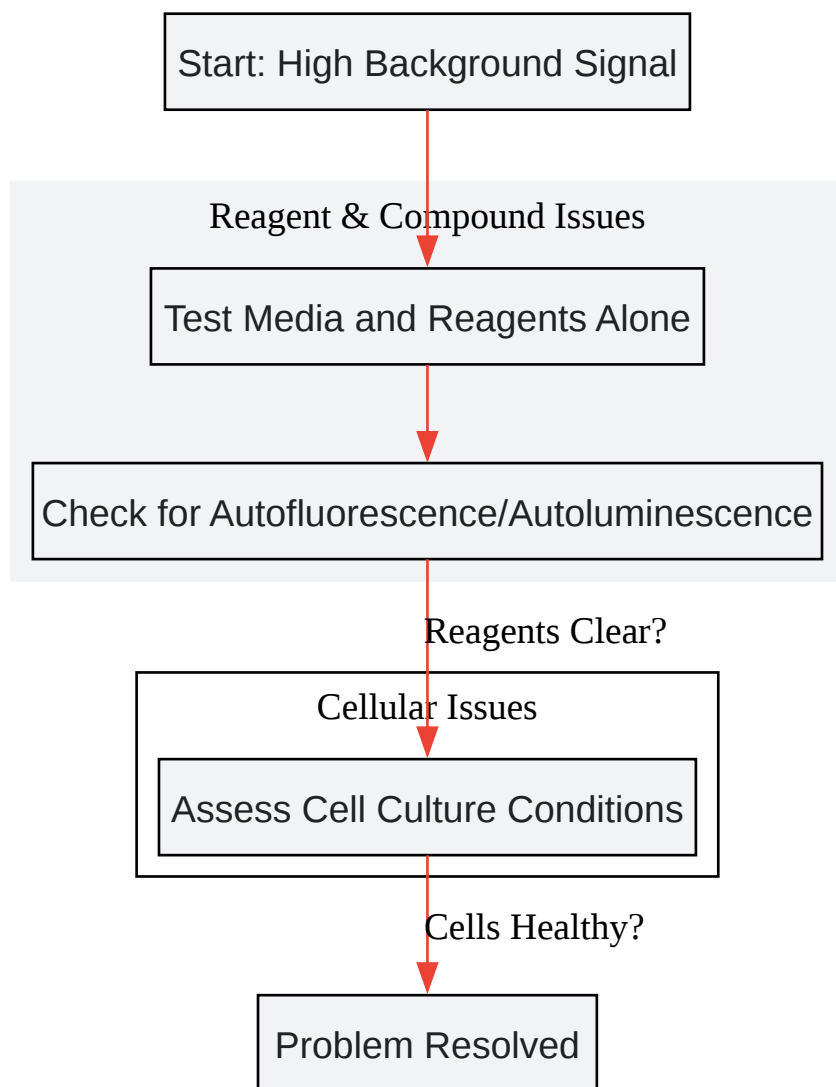 Start: High Background Signal
Reagent & Compound Issues
Test Media and Reagents Alone
Check for Autofluorescence/Autoluminescence
Reagents Clear?
Cellular Issues
Assess Cell Culture Conditions
Cells Healthy?
Problem Resolved